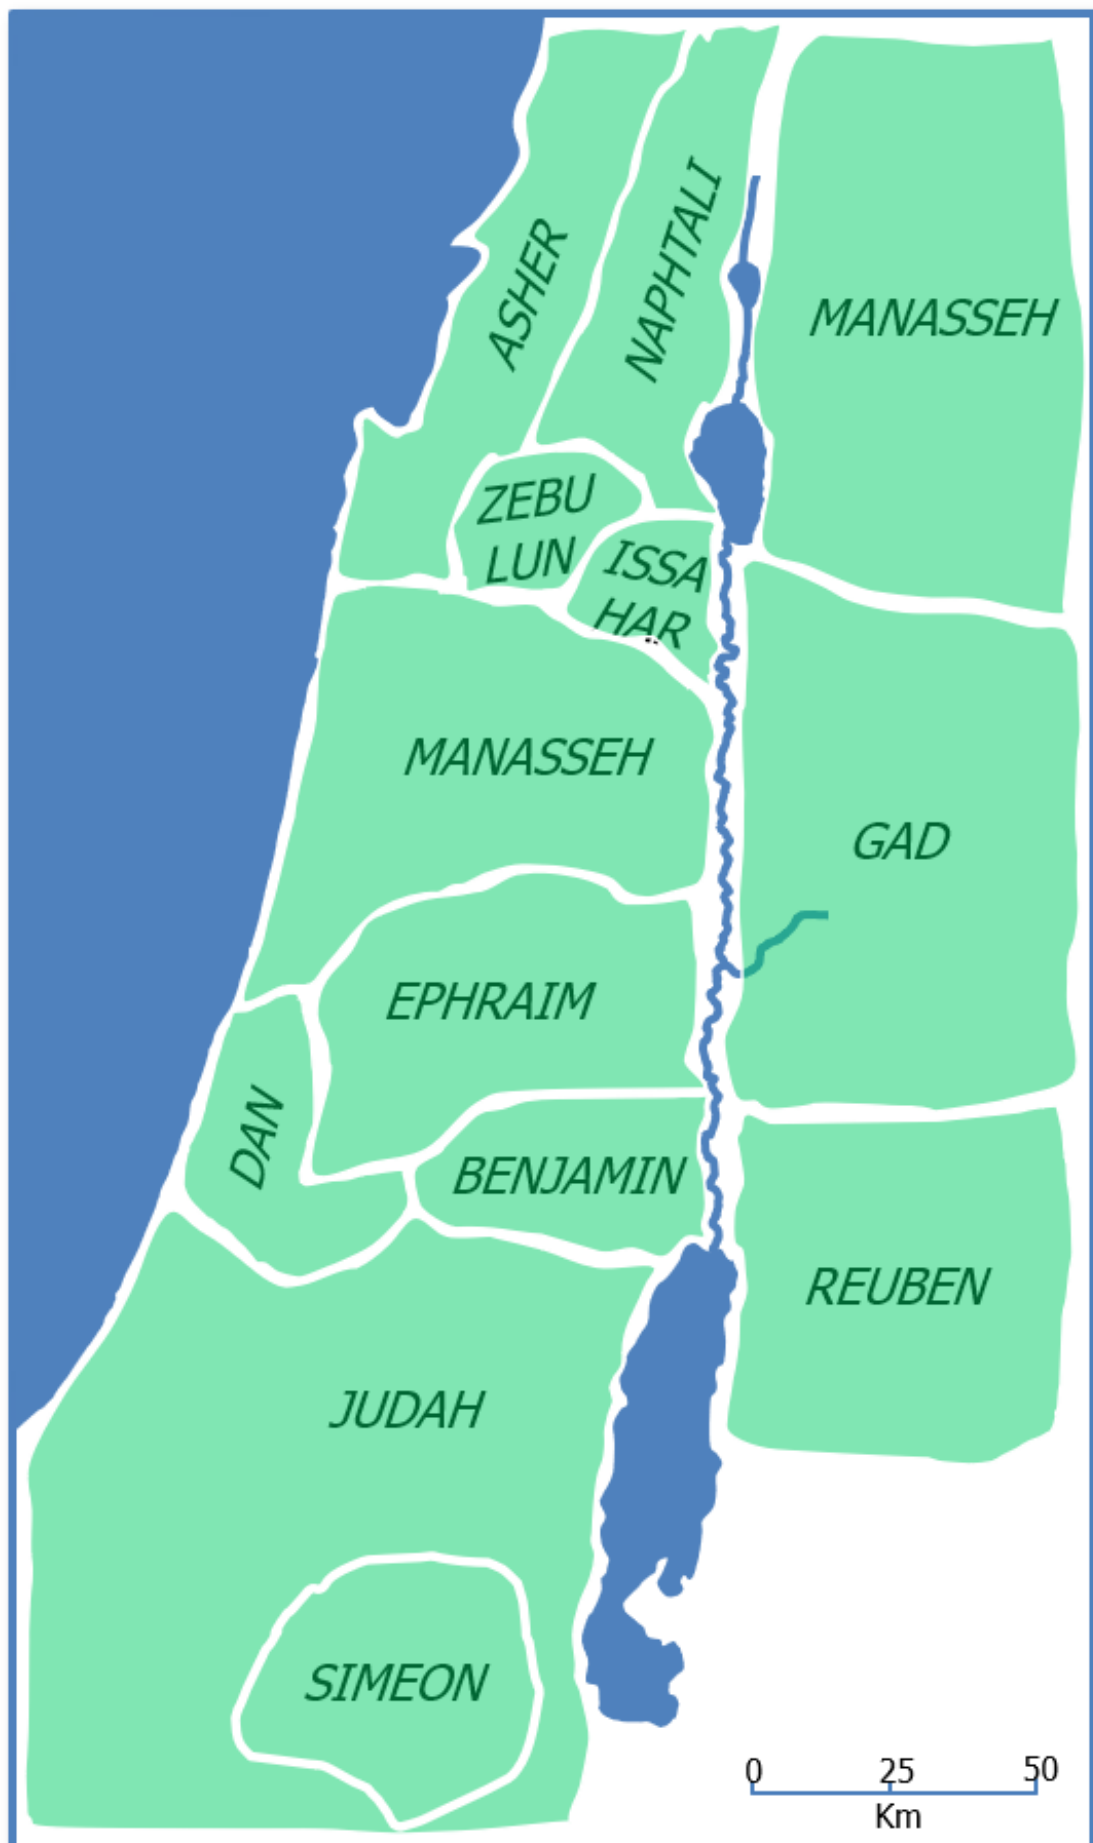 ASHER
NAPHTALI
MANASSEH
ZEBU
LUN
ISSA
HAR
MANASSEH
GAD
EPHRAIM
DAN
BENJAMIN
REUBEN
JUDAH
SIMEON
0 25 50
Km